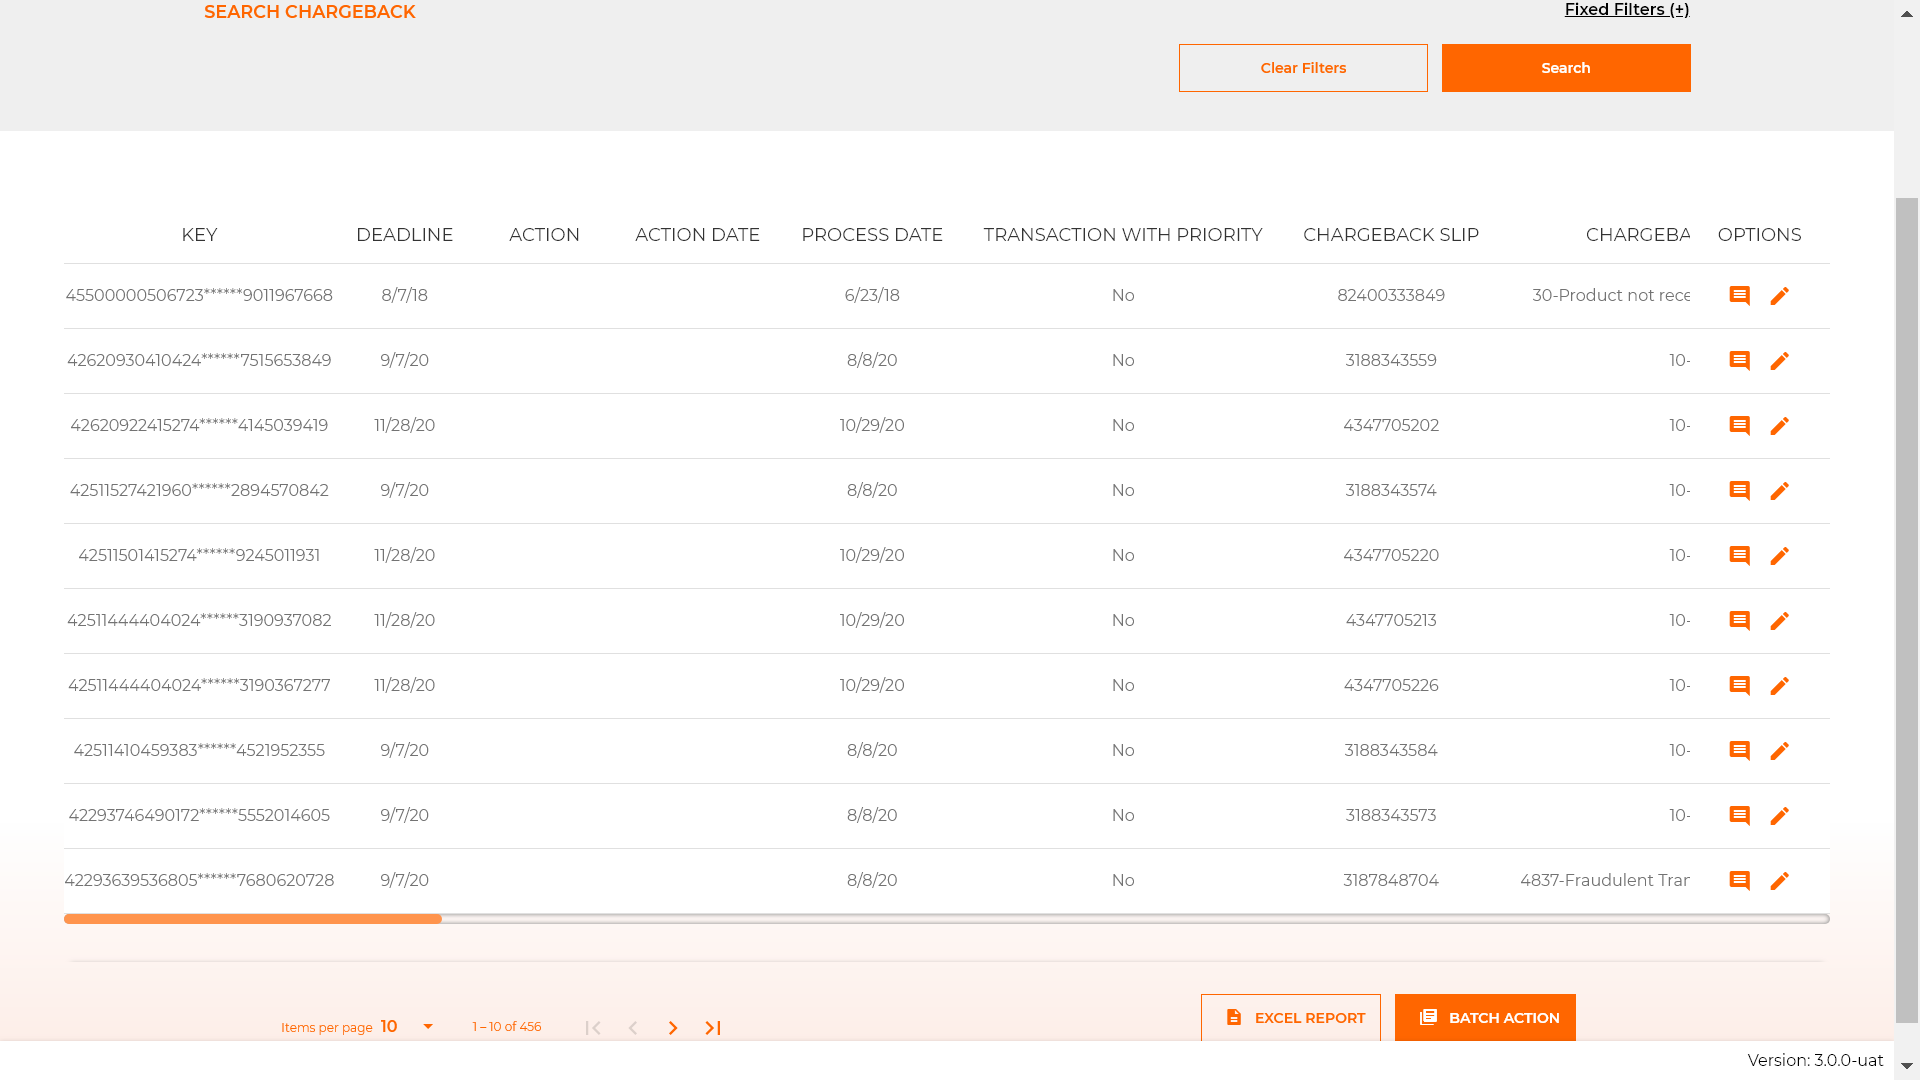 SEARCH CHARGEBACK
Fixed Filters (+)
Clear Filters
Search
KEY DEADLINE ACTION ACTION DATE PROCESS DATE TRANSACTION WITH PRIORITY CHARGEBACK SLIP CHARGEBA OPTIONS
45500000506723******9011967668 8/7/18 6/23/18 No 82400333849 30-Product not rece
42620930410424******7515653849 9/7/20 8/8/20 No 3188343559 10-
42620922415274******4145039419 11/28/20 10/29/20 No 4347705202 10-
42511527421960******2894570842 9/7/20 8/8/20 No 3188343574 10-
42511501415274******9245011931 11/28/20 10/29/20 No 4347705220 10-
42511444404024******3190937082 11/28/20 10/29/20 No 4347705213 10-
42511444404024******3190367277 11/28/20 10/29/20 No 4347705226 10-
42511410459383******4521952355 9/7/20 8/8/20 No 3188343584 10-
42293746490172******5552014605 9/7/20 8/8/20 No 3188343573 10-
42293639536805******7680620728 9/7/20 8/8/20 No 3187848704 4837-Fraudulent Tran
Items per page 10 1 – 10 of 456
EXCEL REPORT
BATCH ACTION
Version: 3.0.0-uat